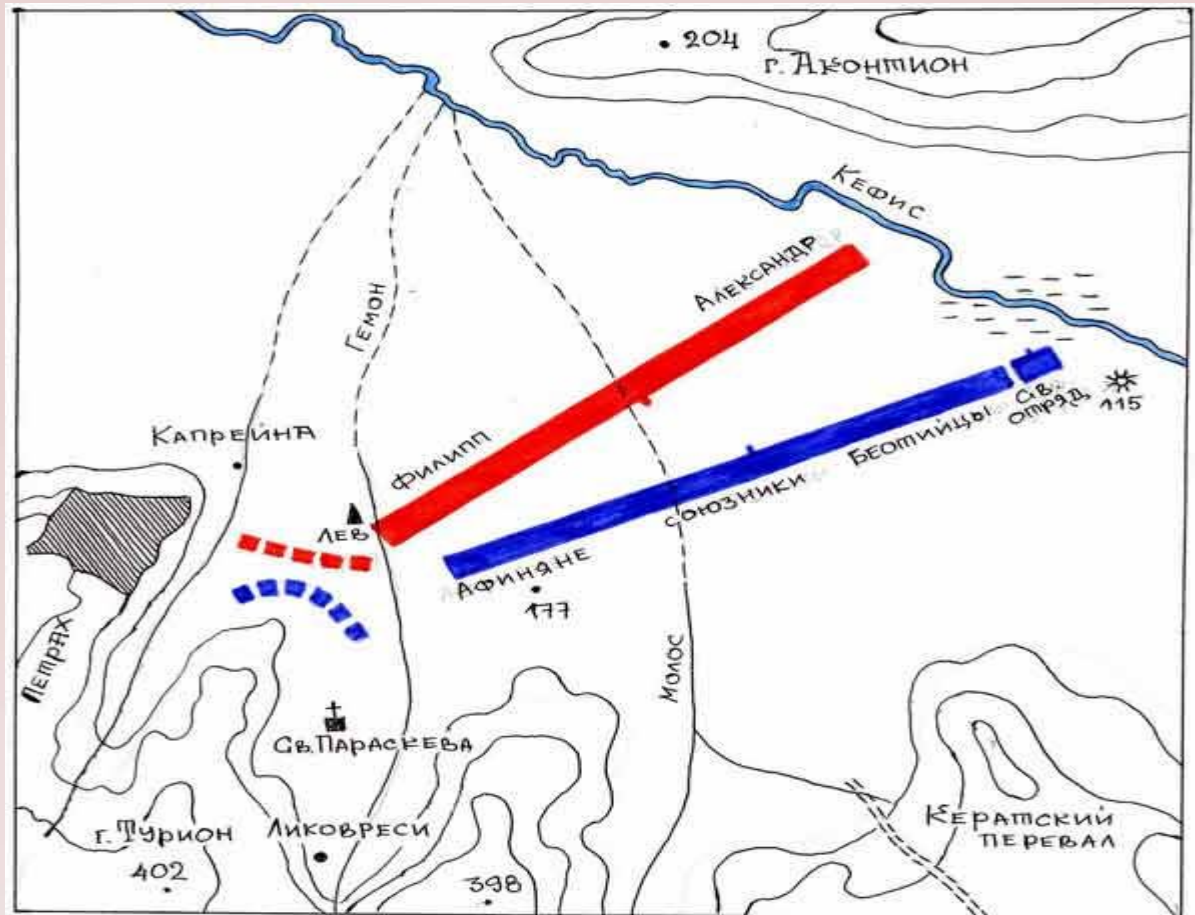 204
г. Аконтион
Кефис
Александр
Гемон
Капрейна
Филипп
Лев
Св.
отряд
115
Беотийцы
союзники
Афиняне
177
Петрах
Молос
Св. Параскева
г. Турион
402
Ликовреси
398
Кератский
перевал